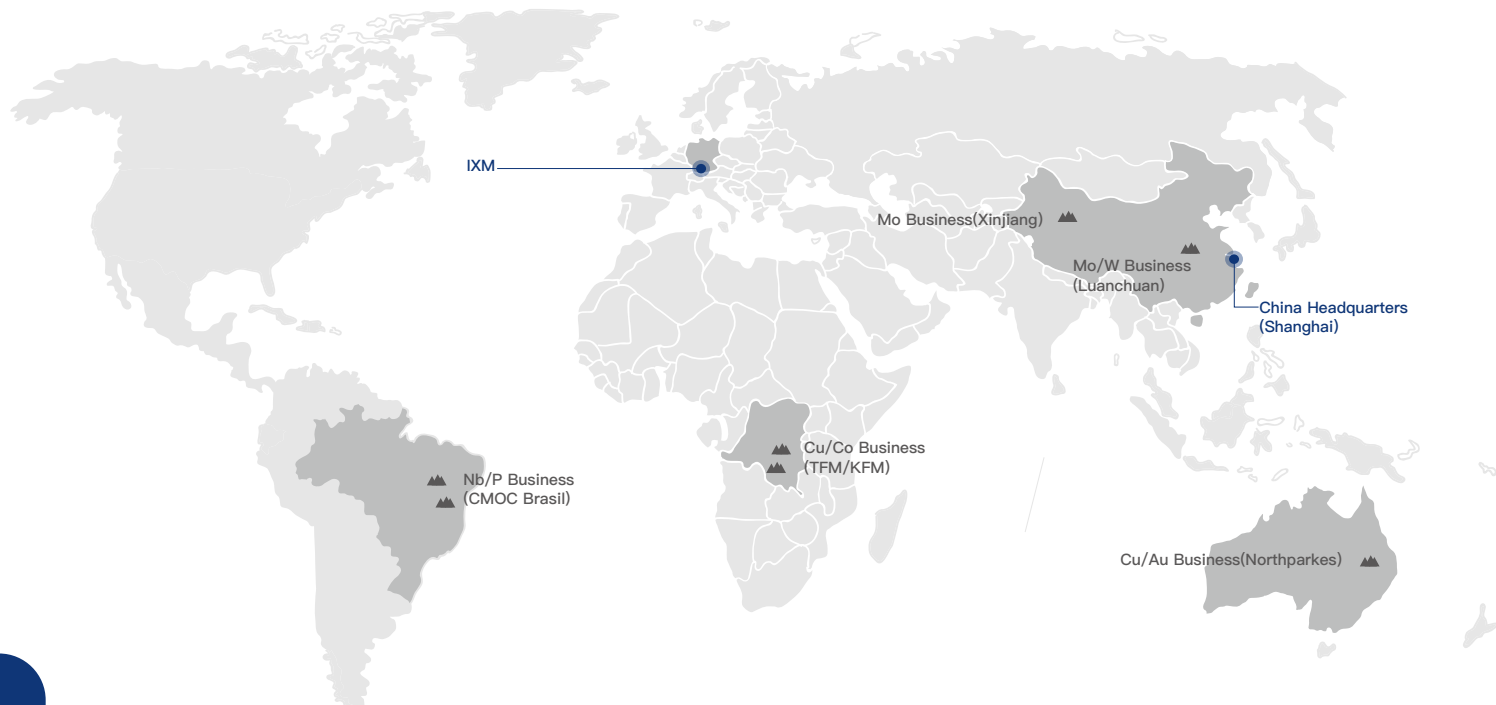 IXM
Mo Business(Xinjiang)
Mo/W Business
(Luanchuan)
China Headquarters
(Shanghai)
Cu/Co Business
(TFM/KFM)
Nb/P Business
(CMOC Brasil)
Cu/Au Business(Northparkes)